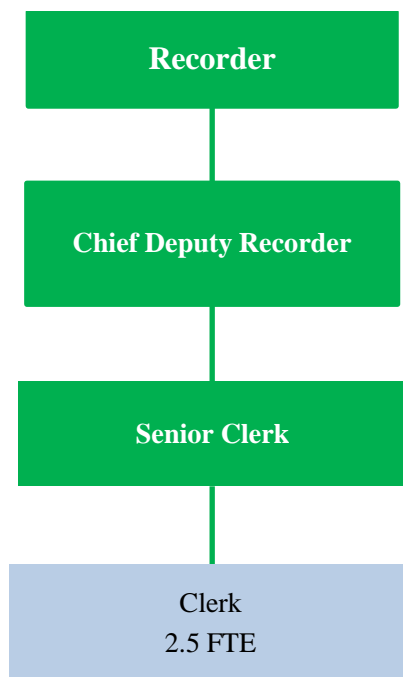 Recorder
Chief Deputy Recorder
Senior Clerk
Clerk
2.5 FTE